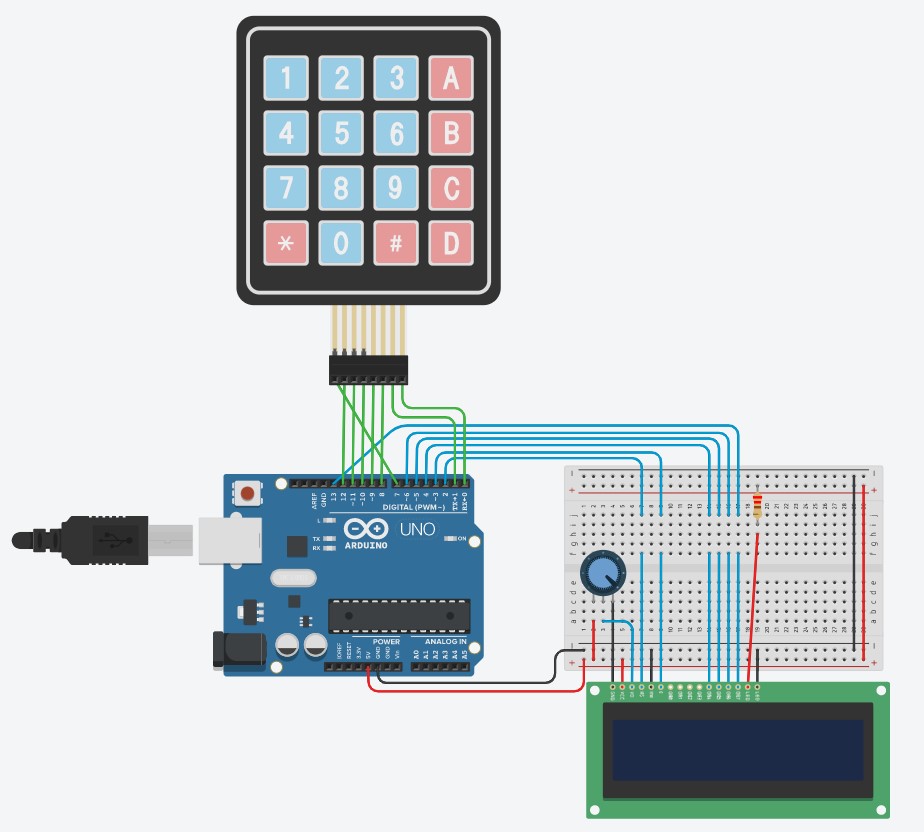 1 2 3 A
4 5 6 B
7 8 9 C
* 0 # D
AREF
GND
13
12
~11
~10
~9
8
7
~6
~5
4
~3
2
TX→1
RX←0
DIGITAL (PWM~)
L
TX
RX
UNO
ARDUINO
ON
POWER
ANALOG IN
IOREF
RESET
3.3V
5V
GND
GND
Vin
A0
A1
A2
A3
A4
A5
j
i
h
g
f
e
d
c
b
a